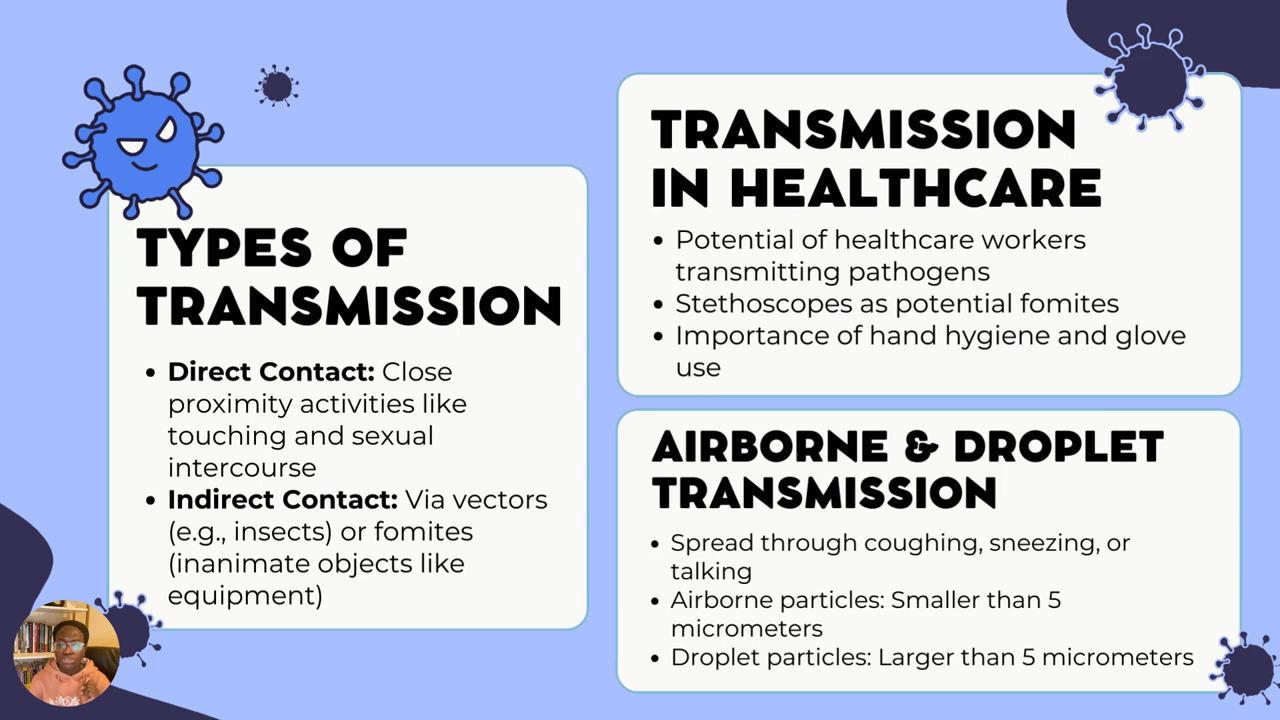 TYPES OF
TRANSMISSION
• Direct Contact: Close
proximity activities like
touching and sexual
intercourse
• Indirect Contact: Via vectors
(e.g., insects) or fomites
(inanimate objects like
equipment)
TRANSMISSION
IN HEALTHCARE
• Potential of healthcare workers
transmitting pathogens
• Stethoscopes as potential fomites
• Importance of hand hygiene and glove
use
AIRBORNE & DROPLET
TRANSMISSION
• Spread through coughing, sneezing, or
talking
• Airborne particles: Smaller than 5
micrometers
• Droplet particles: Larger than 5 micrometers